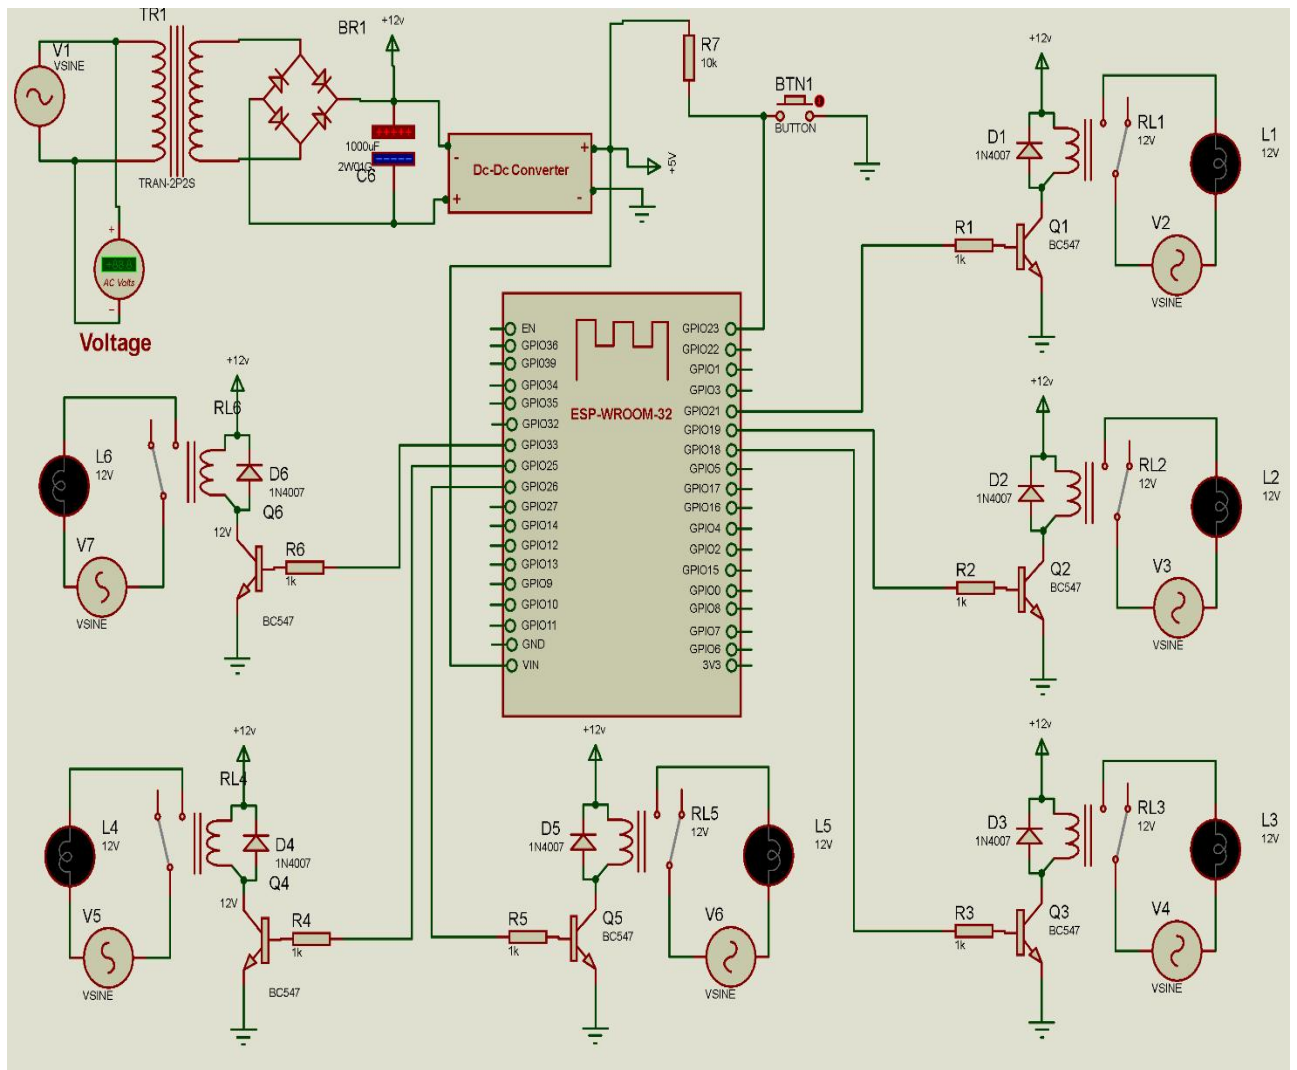 TR1
V1
VSINE
TRAN-2P2S
BR1
+12v
1000uF
2W01G
C6
Dc-Dc Converter
-
+
+
-
+5V
R7
10k
BTN1
BUTTON
+
AC Volts
-
Voltage
+12v
D1
1N4007
RL1
12V
L1
12V
R1
1k
Q1
BC547
V2
VSINE
ESP-WROOM-32
EN
GPIO36
GPIO39
GPIO34
GPIO35
GPIO32
GPIO33
GPIO25
GPIO26
GPIO27
GPIO14
GPIO12
GPIO13
GPIO9
GPIO10
GPIO11
GND
VIN
GPIO23
GPIO22
GPIO1
GPIO3
GPIO21
GPIO19
GPIO18
GPIO5
GPIO17
GPIO16
GPIO4
GPIO2
GPIO15
GPIO0
GPIO8
GPIO7
GPIO6
3V3
+12v
RL6
L6
12V
D6
1N4007
Q6
12V
V7
VSINE
R6
1k
BC547
+12v
D2
1N4007
RL2
12V
L2
12V
R2
1k
Q2
BC547
V3
VSINE
+12v
RL4
L4
12V
D4
1N4007
Q4
12V
V5
VSINE
R4
1k
BC547
+12v
D5
1N4007
RL5
12V
L5
12V
R5
1k
Q5
BC547
V6
VSINE
+12v
D3
1N4007
RL3
12V
L3
12V
R3
1k
Q3
BC547
V4
VSINE